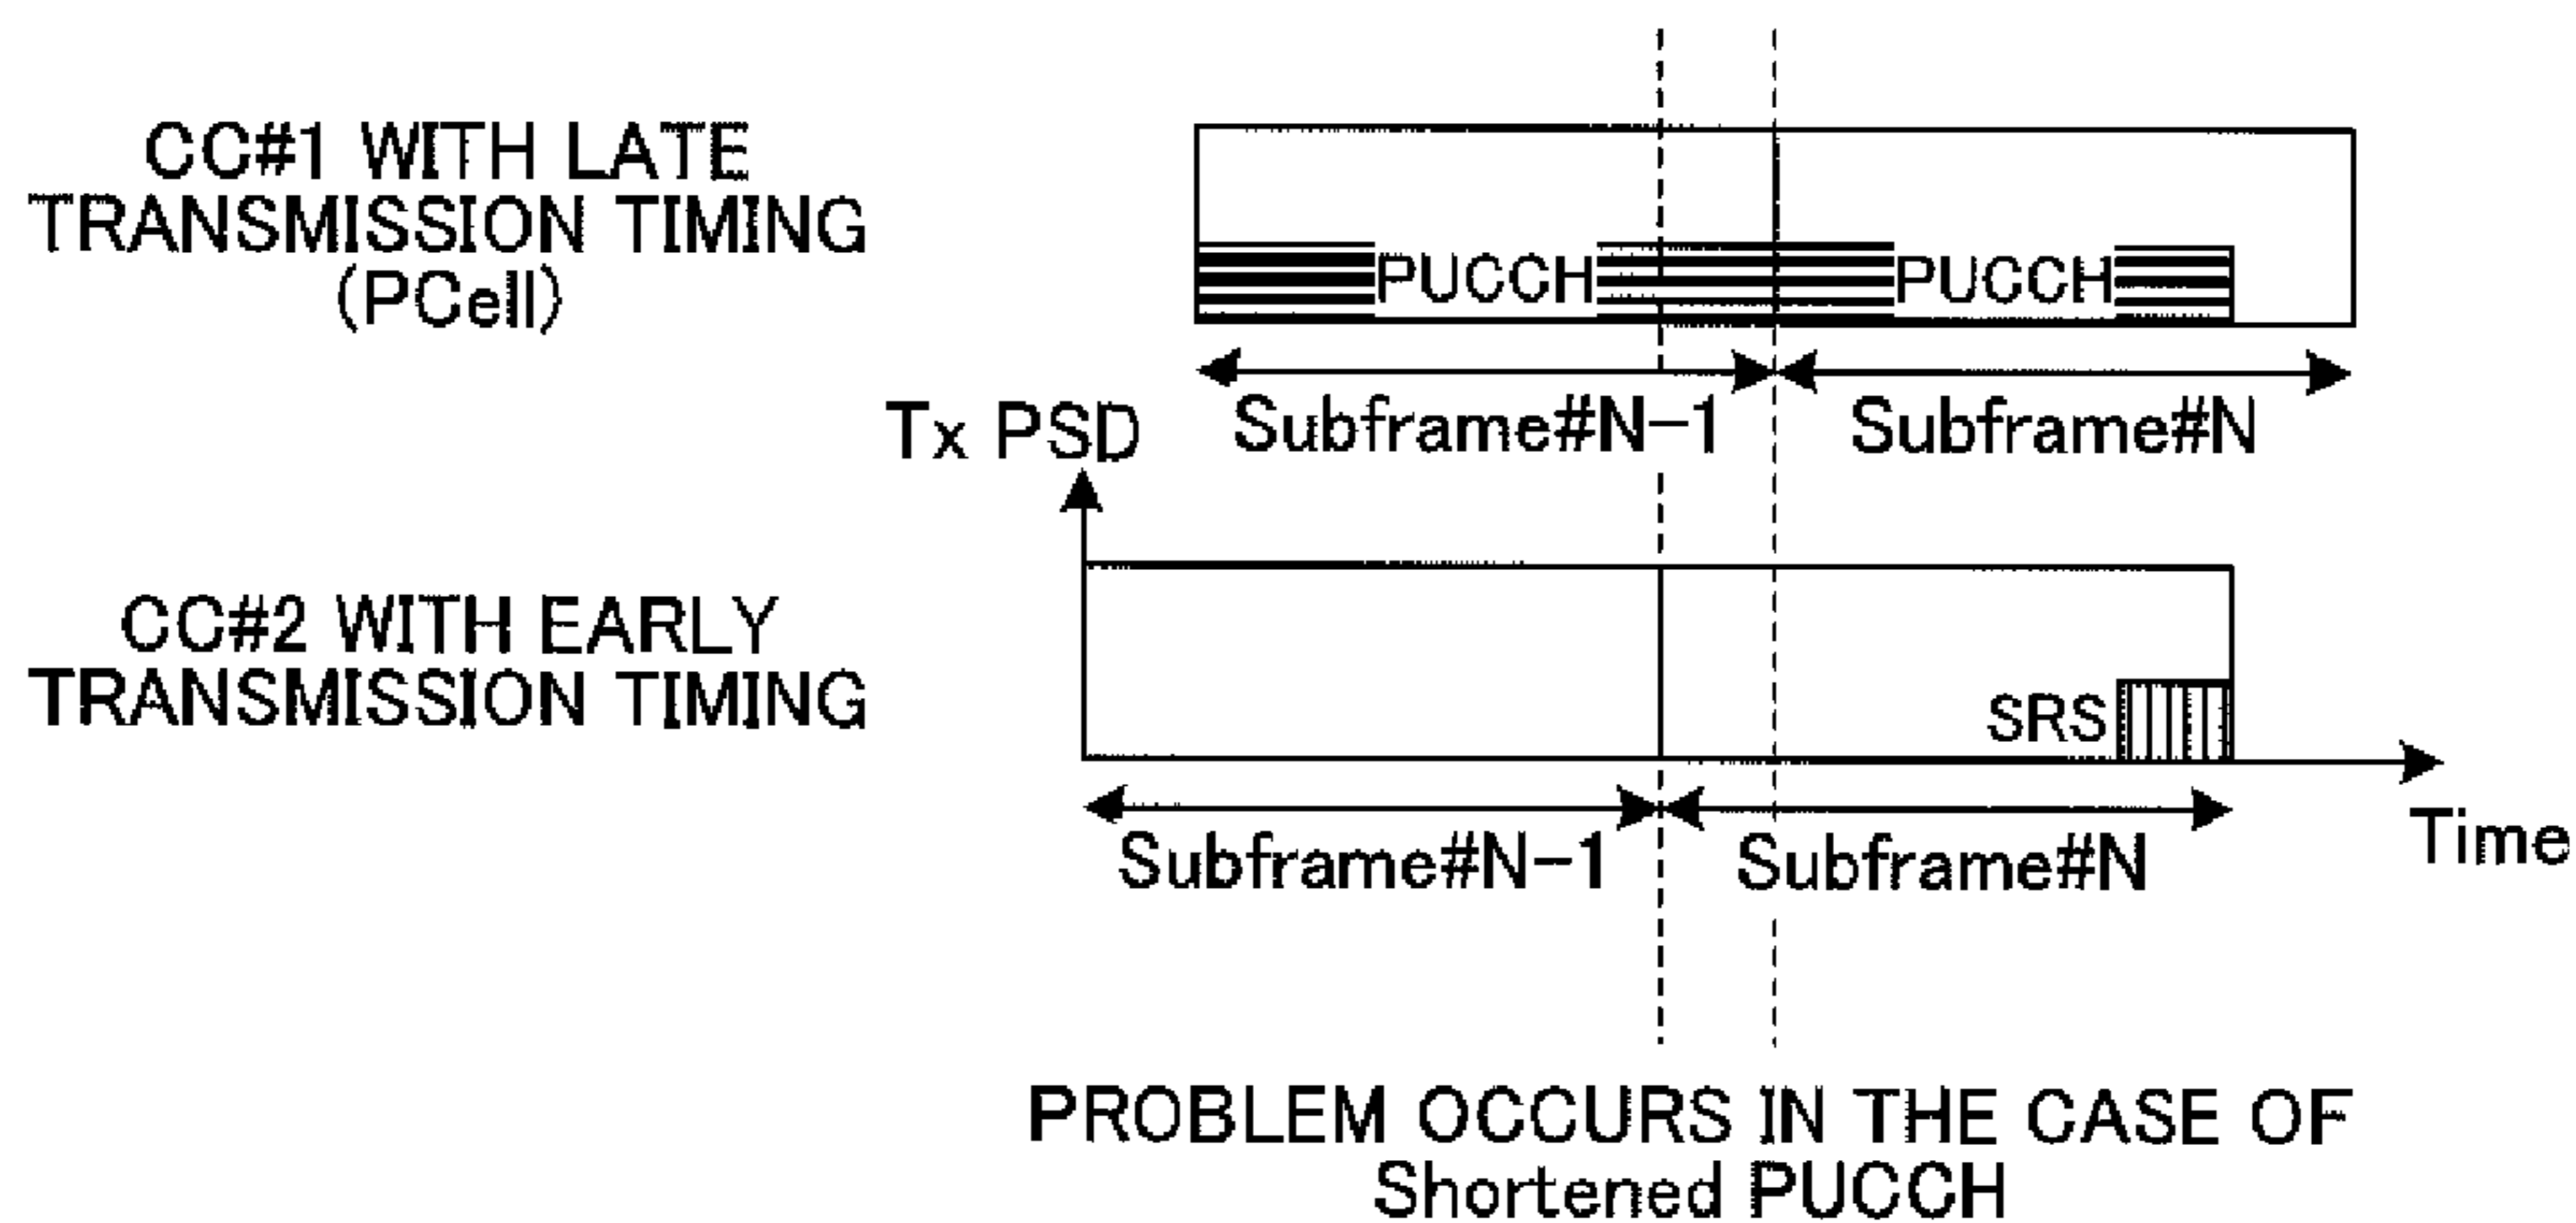 CC#1 WITH LATE
TRANSMISSION TIMING
(PCell)
PUCCH
PUCCH
Subframe#N-1
Subframe#N
Tx PSD
CC#2 WITH EARLY
TRANSMISSION TIMING
SRS
Subframe#N-1
Subframe#N
Time
PROBLEM OCCURS IN THE CASE OF
Shortened PUCCH